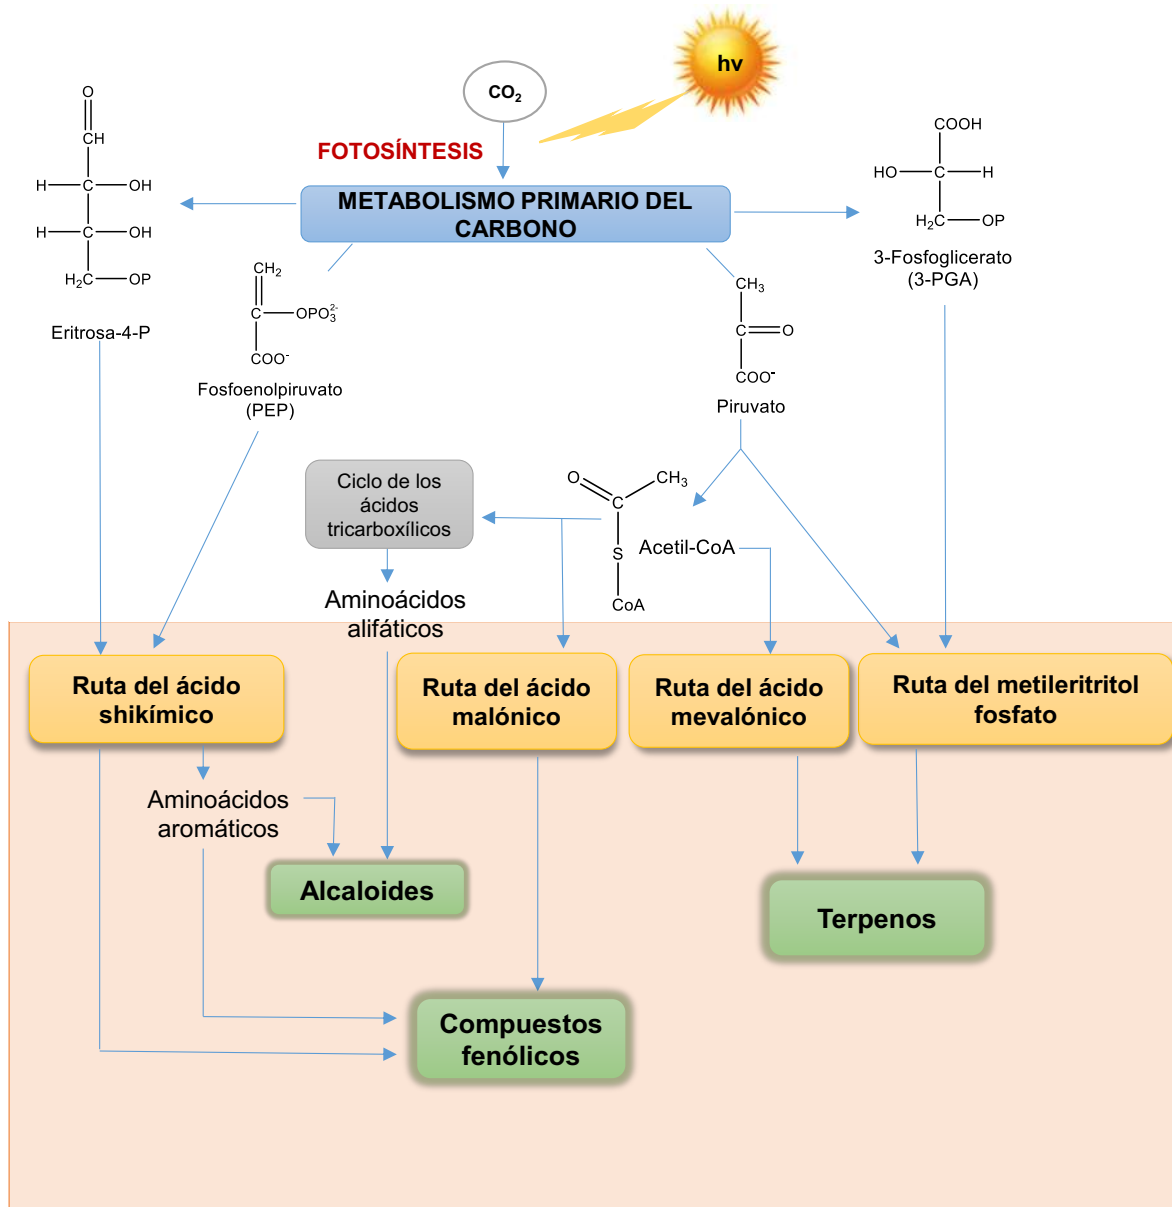 hv
CO2
FOTOSÍNTESIS
METABOLISMO PRIMARIO DEL
CARBONO
O
CH
H C OH
H C OH
H2C OP
Eritrosa-4-P
CH2
C OPO3 2-
COO-
Fosfoenolpiruvato
(PEP)
CH3
C O
COO-
Piruvato
COOH
HO C H
H2C OP
3-Fosfoglicerato
(3-PGA)
Ciclo de los
ácidos
tricarboxílicos
O CH3
C
S
CoA
Acetil-CoA
Aminoácidos
alifáticos
Ruta del ácido
shikímico
Ruta del ácido
malónico
Ruta del ácido
mevalónico
Ruta del metileritritol
fosfato
Aminoácidos
aromáticos
Alcaloides
Terpenos
Compuestos
fenólicos